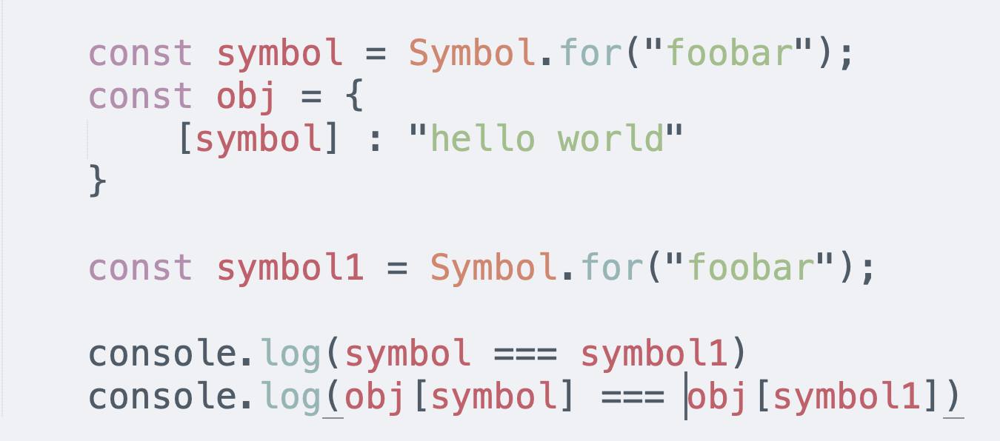 const symbol = Symbol.for("foobar");
const obj = {
    [symbol] : "hello world"
}
const symbol1 = Symbol.for("foobar");
console.log(symbol === symbol1)
console.log(obj[symbol] === obj[symbol1])